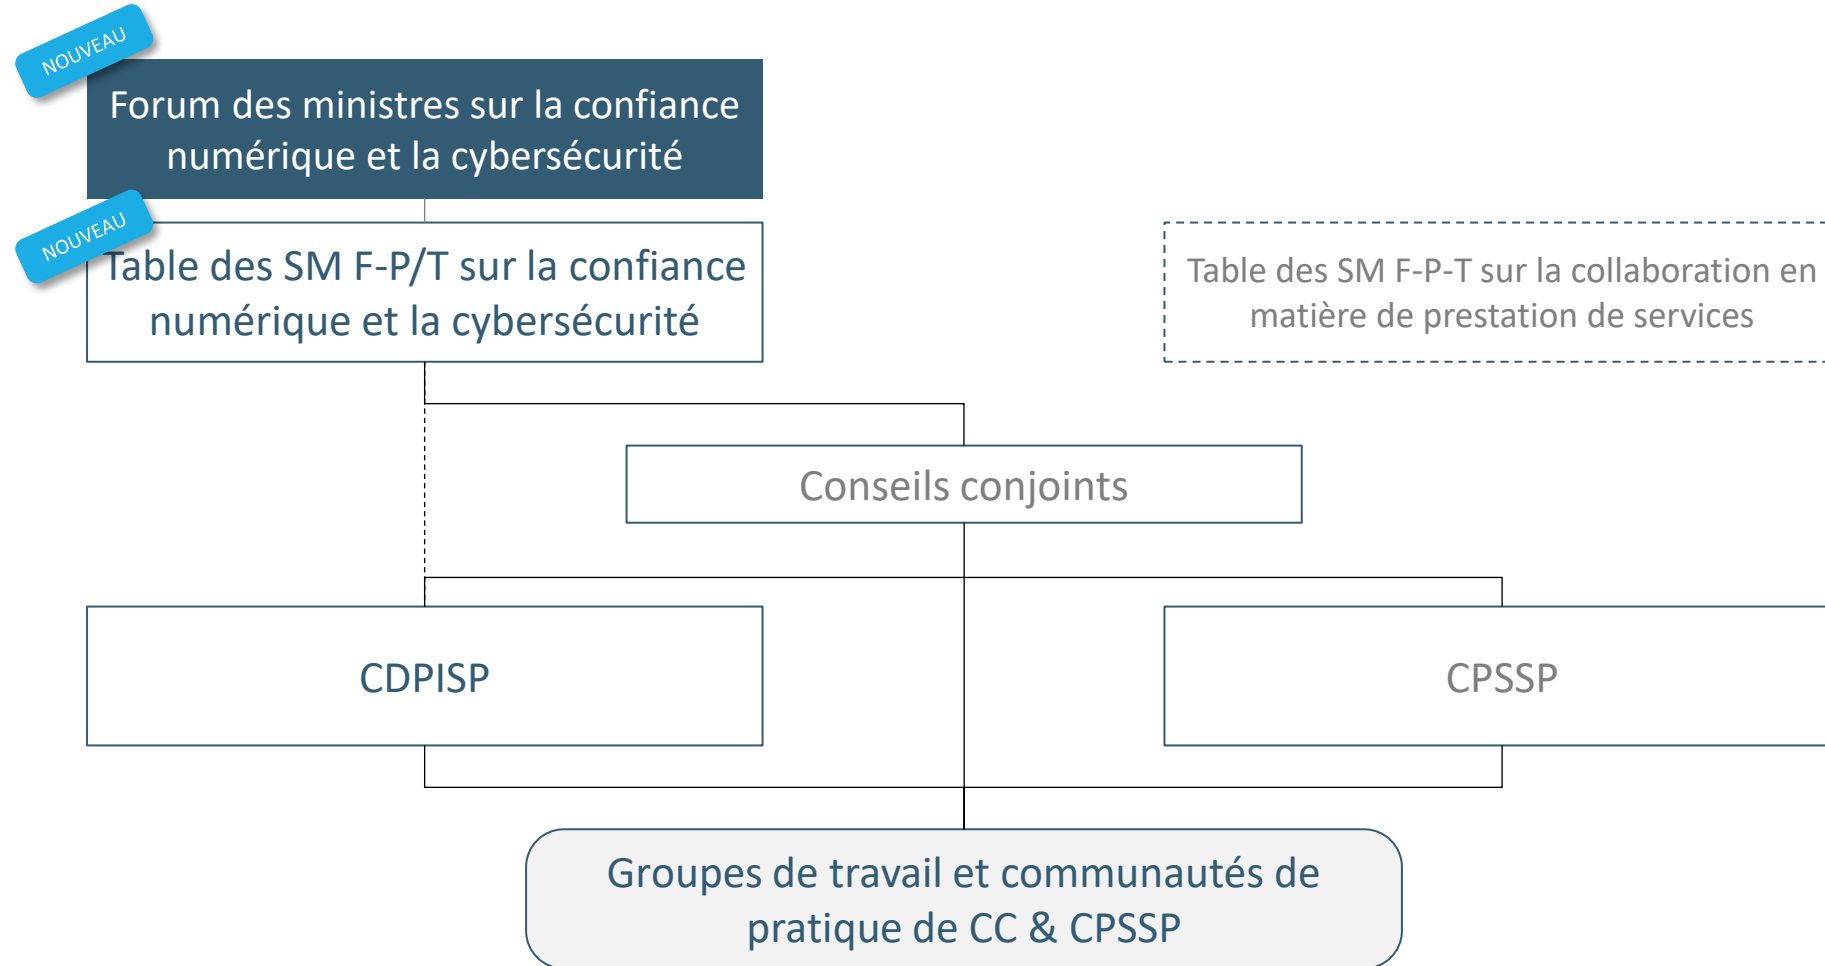 NOUVEAU
Forum des ministres sur la confiance
numérique et la cybersécurité
NOUVEAU
Table des SM F-P/T sur la confiance
numérique et la cybersécurité
Table des SM F-P-T sur la collaboration en
matière de prestation de services
Conseils conjoints
CDPISP
CPSSP
Groupes de travail et communautés de
pratique de CC & CPSSP